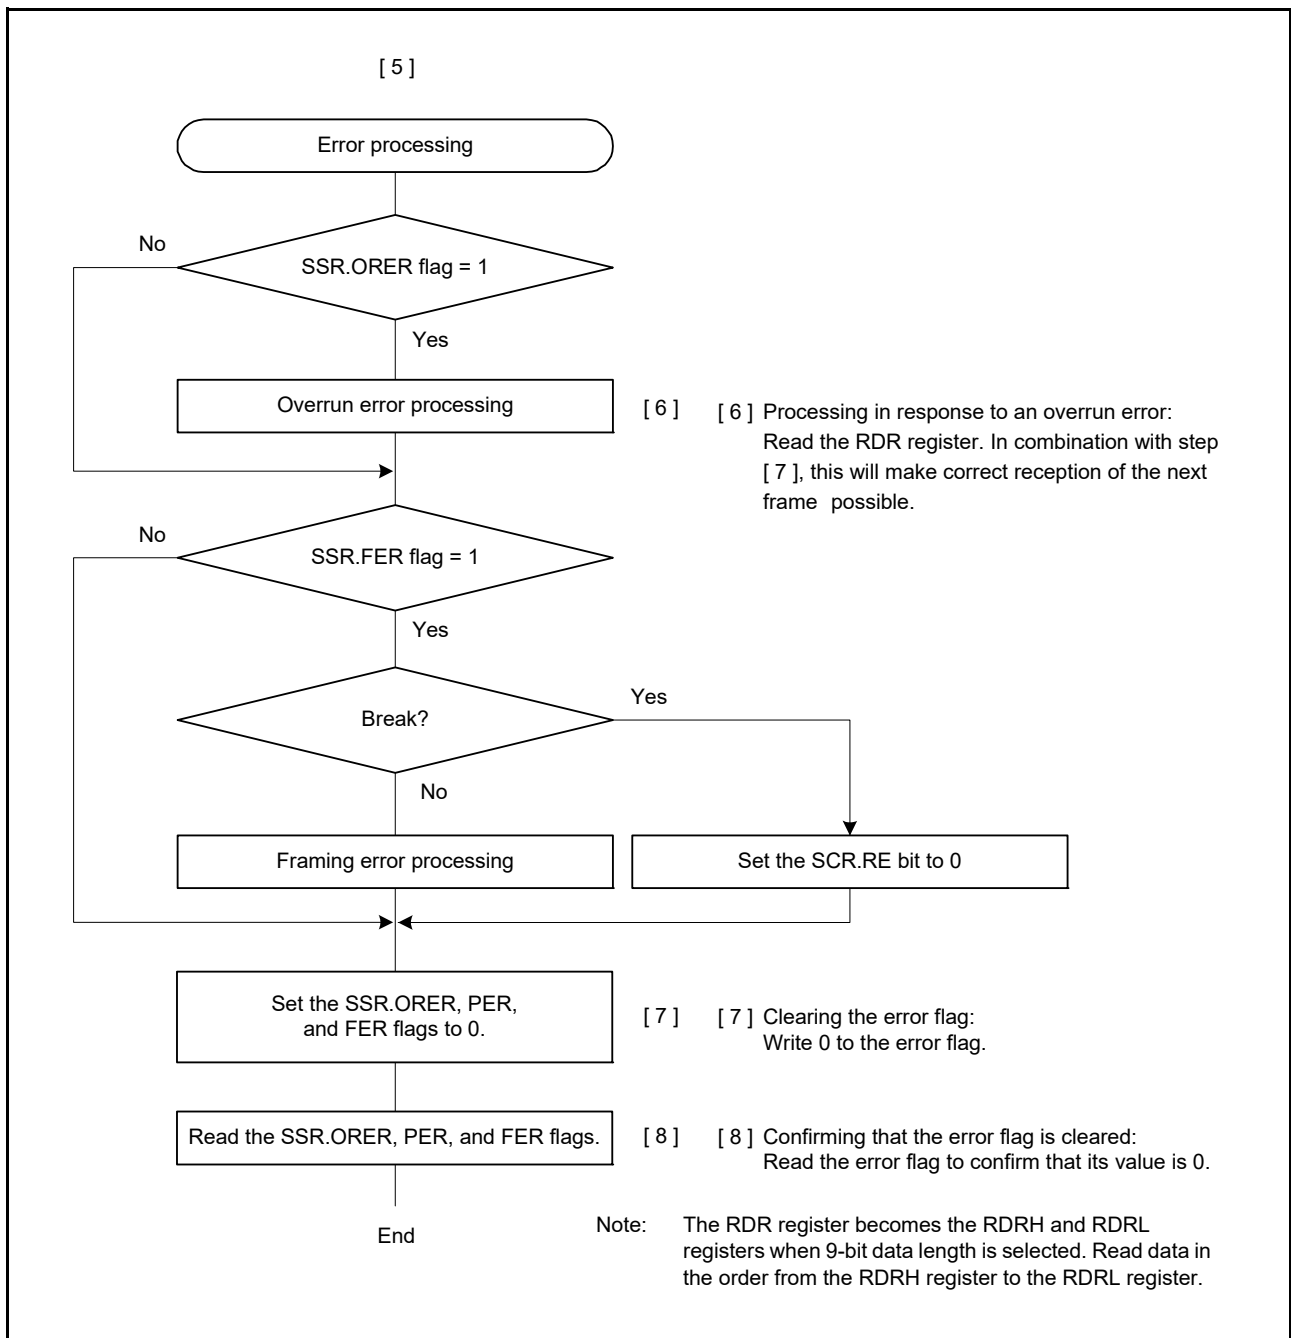 [ 5 ]
Error processing
No
SSR.ORER flag = 1
Yes
Overrun error processing
[ 6 ]
[ 6 ] Processing in response to an overrun error:
Read the RDR register. In combination with step
[ 7 ], this will make correct reception of the next
frame possible.
No
SSR.FER flag = 1
Yes
Break?
Yes
No
Framing error processing
Set the SCR.RE bit to 0
Set the SSR.ORER, PER,
and FER flags to 0.
[ 7 ]
[ 7 ] Clearing the error flag:
Write 0 to the error flag.
Read the SSR.ORER, PER, and FER flags.
[ 8 ]
[ 8 ] Confirming that the error flag is cleared:
Read the error flag to confirm that its value is 0.
End
Note: The RDR register becomes the RDRH and RDRL
registers when 9-bit data length is selected. Read data in
the order from the RDRH register to the RDRL register.